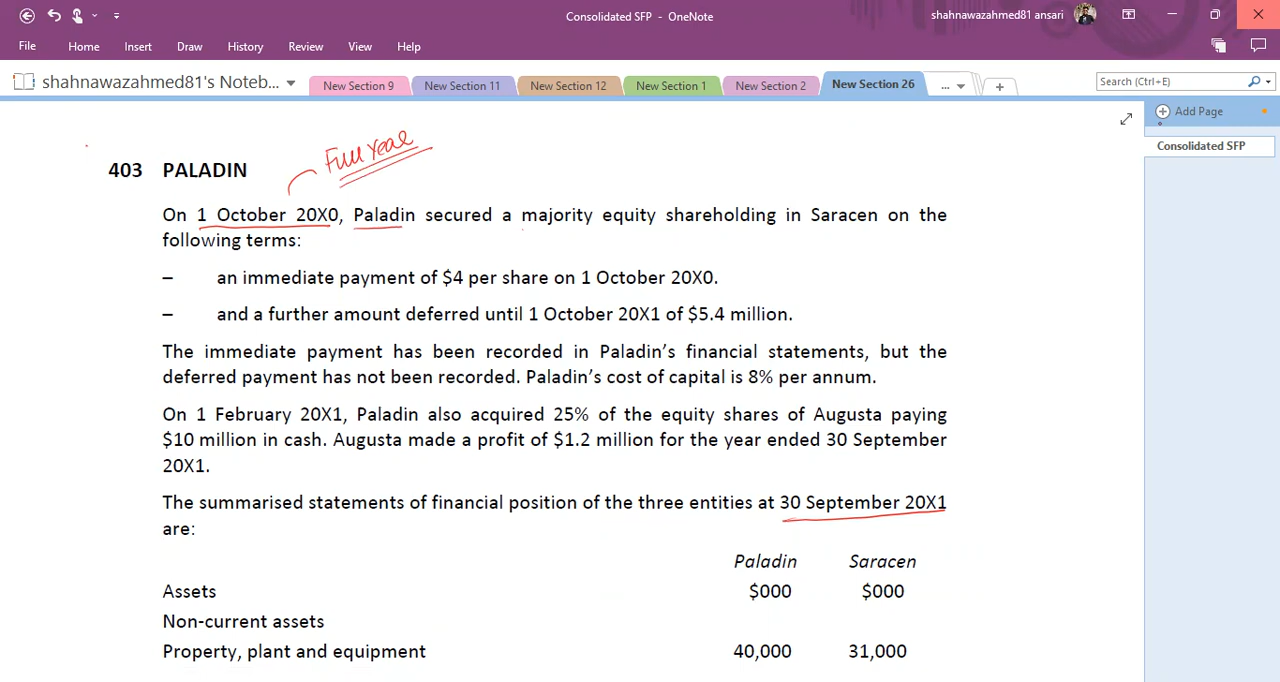 Consolidated SFP - OneNote
shahnawazahmed81 ansari
File Home Insert Draw History Review View Help
shahnawazahmed81's Noteb...
New Section 9 New Section 11 New Section 12 New Section 1 New Section 2 New Section 26 ...
Search (Ctrl+E)
Add Page
Consolidated SFP
Full Year
403 PALADIN
On 1 October 20X0, Paladin secured a majority equity shareholding in Saracen on the
following terms:
– an immediate payment of $4 per share on 1 October 20X0.
– and a further amount deferred until 1 October 20X1 of $5.4 million.
The immediate payment has been recorded in Paladin’s financial statements, but the
deferred payment has not been recorded. Paladin’s cost of capital is 8% per annum.
On 1 February 20X1, Paladin also acquired 25% of the equity shares of Augusta paying
$10 million in cash. Augusta made a profit of $1.2 million for the year ended 30 September
20X1.
The summarised statements of financial position of the three entities at 30 September 20X1
are:
Paladin Saracen
Assets $000 $000
Non-current assets
Property, plant and equipment 40,000 31,000